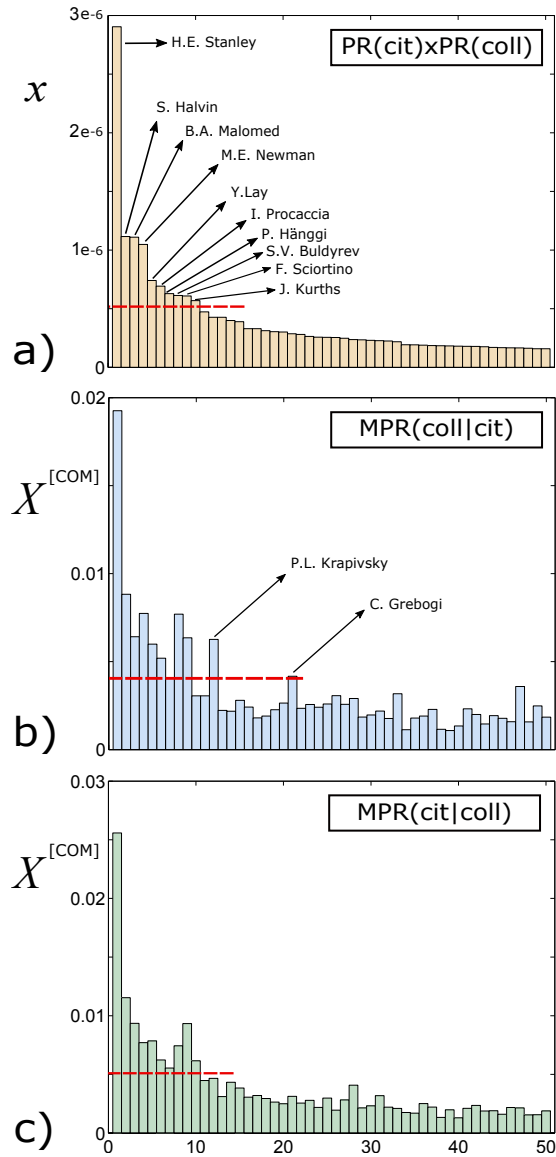 3e-6
H.E. Stanley
PR(cit)xPR(coll)
x
2e-6
S. Halvin
B.A. Malomed
M.E. Newman
Y.Lay
I. Procaccia
P. Hänggi
S.V. Buldyrev
F. Sciortino
J. Kurths
1e-6
0
a)
0.02
MPR(coll|cit)
X[COM]
P.L. Krapivsky
C. Grebogi
0.01
0
b)
0.03
MPR(cit|coll)
X[COM]
0.02
0.01
0
c)
0 10 20 30 40 50